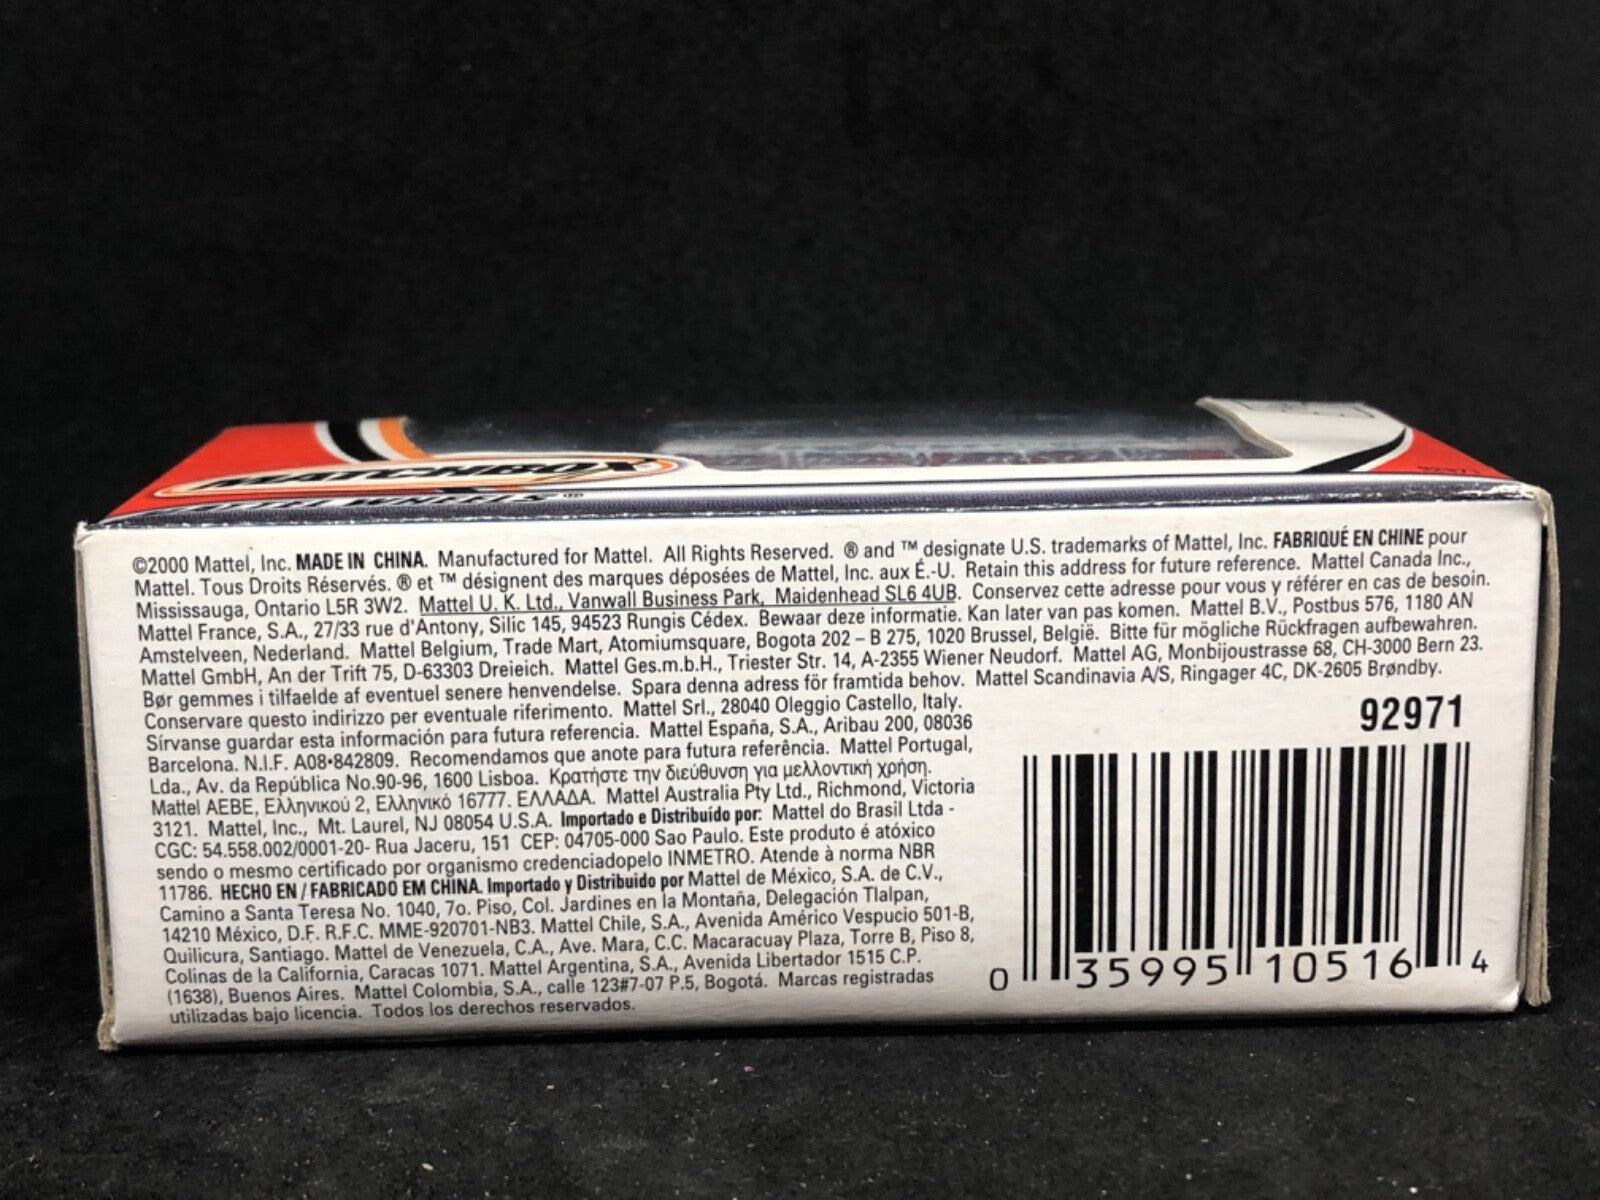 MATCHBOX
©2000 Mattel, Inc. MADE IN CHINA. Manufactured for Mattel. All Rights Reserved. ® and ™ designate U.S. trademarks of Mattel, Inc. FABRIQUÉ EN CHINE pour
Mattel. Tous Droits Réservés. ® et ™ désignent des marques déposées de Mattel, Inc. aux É.-U. Retain this address for future reference. Mattel Canada Inc.,
Mississauga, Ontario L5R 3W2. Mattel U. K. Ltd., Vanwall Business Park, Maidenhead SL6 4UB. Conservez cette adresse pour vous y référer en cas de besoin.
Mattel France, S.A., 27/33 rue d'Antony, Silic 145, 94523 Rungis Cédex. Bewaar deze informatie. Kan later van pas komen. Mattel B.V., Postbus 576, 1180 AN
Amstelveen, Nederland. Mattel Belgium, Trade Mart, Atomiumsquare, Bogota 202 – B 275, 1020 Brussel, België. Bitte für mögliche Rückfragen aufbewahren.
Mattel GmbH, An der Trift 75, D-63303 Dreieich. Mattel Ges.m.b.H., Triester Str. 14, A-2355 Wiener Neudorf. Mattel AG, Monbijoustrasse 68, CH-3000 Bern 23.
Bør gemmes i tilfaelde af eventuel senere henvendelse. Spara denna adress för framtida behov. Mattel Scandinavia A/S, Ringager 4C, DK-2605 Brøndby.
Conservare questo indirizzo per eventuale riferimento. Mattel Srl., 28040 Oleggio Castello, Italy.
Sírvanse guardar esta información para futura referencia. Mattel España, S.A., Aribau 200, 08036
Barcelona. N.I.F. A08•842809. Recomendamos que anote para futura referência. Mattel Portugal,
Lda., Av. da República No.90-96, 1600 Lisboa. Κρατήστε την διεύθυνση για μελλοντική χρήση.
Mattel AEBE, Ελληνικού 2, Ελληνικό 16777. ΕΛΛΑΔΑ. Mattel Australia Pty Ltd., Richmond, Victoria
3121. Mattel, Inc., Mt. Laurel, NJ 08054 U.S.A. Importado e Distribuído por: Mattel do Brasil Ltda -
CGC: 54.558.002/0001-20- Rua Jaceru, 151 CEP: 04705-000 Sao Paulo. Este produto é atóxico
sendo o mesmo certificado por organismo credenciadopelo INMETRO. Atende à norma NBR
11786. HECHO EN / FABRICADO EM CHINA. Importado y Distribuido por Mattel de México, S.A. de C.V.,
Camino a Santa Teresa No. 1040, 7o. Piso, Col. Jardines en la Montaña, Delegación Tlalpan,
14210 México, D.F. R.F.C. MME-920701-NB3. Mattel Chile, S.A., Avenida Américo Vespucio 501-B,
Quilicura, Santiago. Mattel de Venezuela, C.A., Ave. Mara, C.C. Macaracuay Plaza, Torre B, Piso 8,
Colinas de la California, Caracas 1071. Mattel Argentina, S.A., Avenida Libertador 1515 C.P.
(1638), Buenos Aires. Mattel Colombia, S.A., calle 123#7-07 P.5, Bogotá. Marcas registradas
utilizadas bajo licencia. Todos los derechos reservados.
92971
0 35995 10516 4